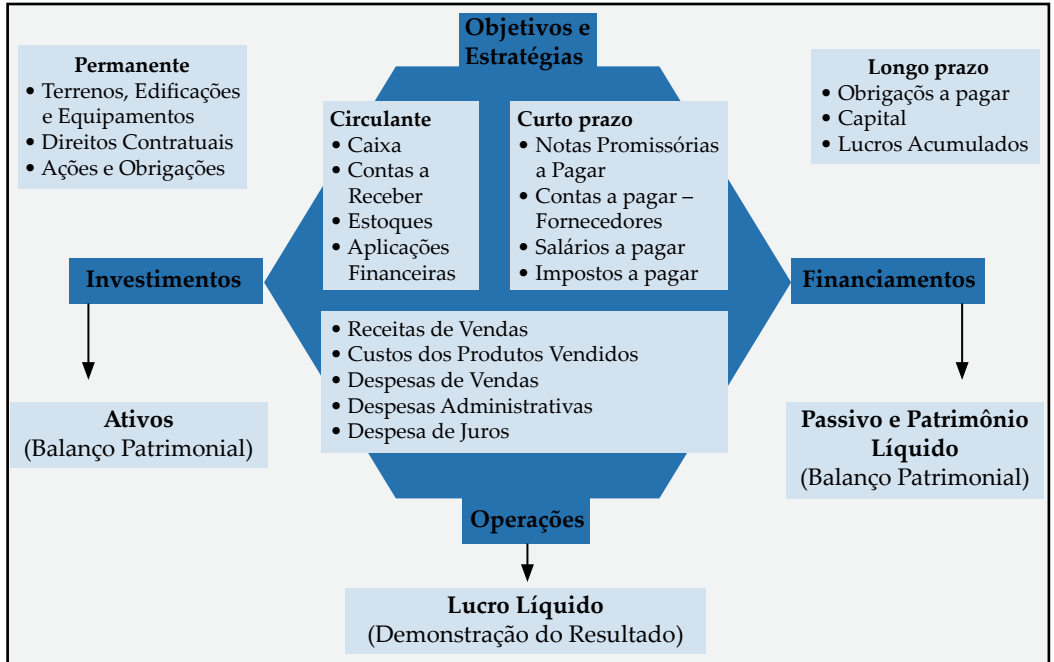 Objetivos e
Estratégias
Permanente
• Terrenos, Edificações
e Equipamentos
• Direitos Contratuais
• Ações e Obrigações
Circulante
• Caixa
• Contas a
Receber
• Estoques
• Aplicações
Financeiras
Curto prazo
• Notas Promissórias
a Pagar
• Contas a pagar –
Fornecedores
• Salários a pagar
• Impostos a pagar
Longo prazo
• Obrigaçõs a pagar
• Capital
• Lucros Acumulados
Investimentos
Financiamentos
• Receitas de Vendas
• Custos dos Produtos Vendidos
• Despesas de Vendas
• Despesas Administrativas
• Despesa de Juros
Ativos
(Balanço Patrimonial)
Passivo e Patrimônio
Líquido
(Balanço Patrimonial)
Operações
Lucro Líquido
(Demonstração do Resultado)